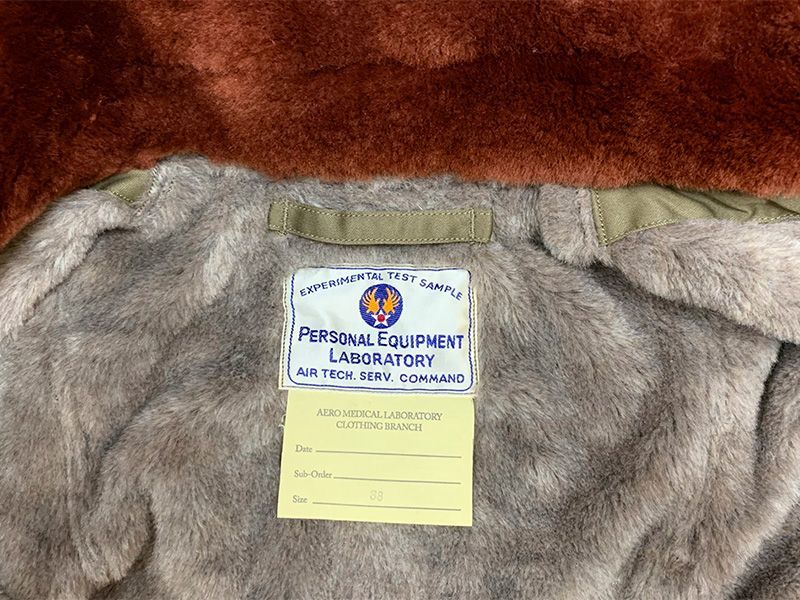 EXPERIMENTAL TEST SAMPLE
PERSONAL EQUIPMENT
LABORATORY
AIR TECH. SERV. COMMAND
AERO MEDICAL LABORATORY
CLOTHING BRANCH
Date
Sub-Order
Size 38